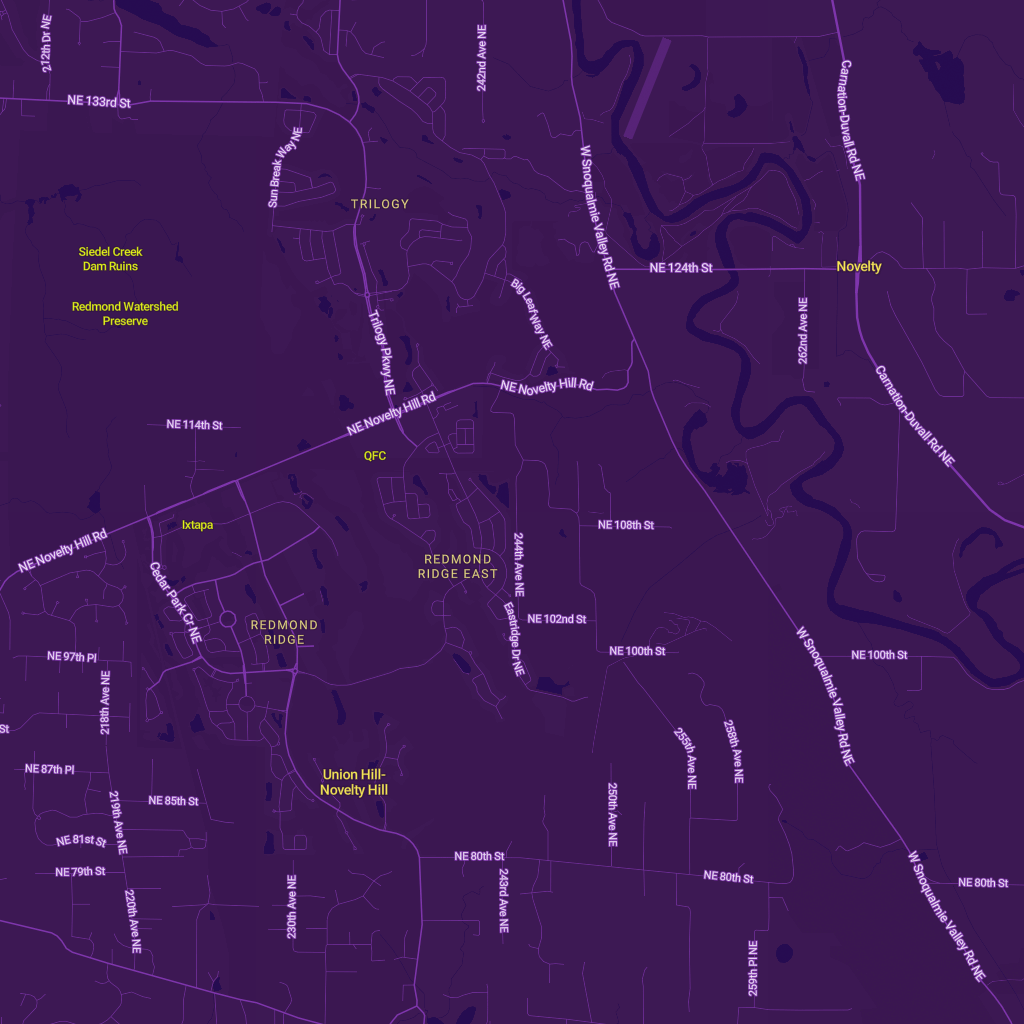 212th Dr NE
242nd Ave NE
NE 133rd St
Carnation-Duvall Rd NE
Sun Break Way NE
W Snoqualmie Valley Rd NE
TRILOGY
Siedel Creek
Dam Ruins
NE 124th St
Novelty
Redmond Watershed
Preserve
Big Leaf Way NE
262nd Ave NE
Trilogy Pkwy NE
NE Novelty Hill Rd
NE Novelty Hill Rd
Carnation-Duvall Rd NE
NE 114th St
QFC
Ixtapa
NE 108th St
NE Novelty Hill Rd
244th Ave NE
REDMOND
RIDGE EAST
Cedar Park Cr NE
NE 102nd St
REDMOND
RIDGE
Eastridge Dr NE
NE 100th St
NE 100th St
NE 97th Pl
W Snoqualmie Valley Rd NE
218th Ave NE
St
255th Ave NE
258th Ave NE
NE 87th Pl
Union Hill-
Novelty Hill
NE 85th St
219th Ave NE
250th Ave NE
NE 81st St
NE 80th St
NE 79th St
NE 80th St
NE 80th St
W Snoqualmie Valley Rd NE
220th Ave NE
230th Ave NE
243rd Ave NE
259th Pl NE